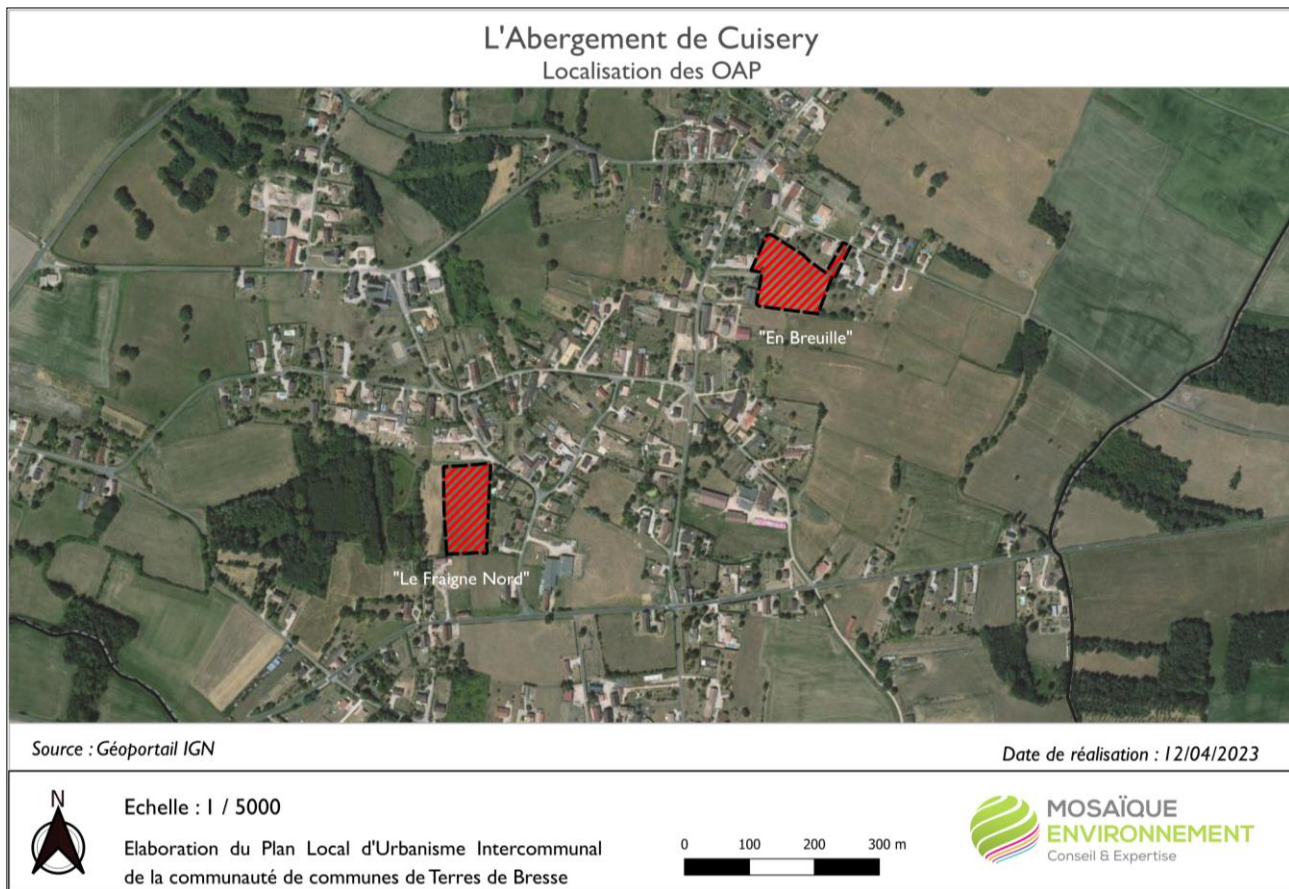 L'Abergement de Cuisery
Localisation des OAP
"En Breuille"
"Le Fraigne Nord"
Source : Géoportail IGN
Date de réalisation : 12/04/2023
N
Echelle : 1 / 5000
Elaboration du Plan Local d'Urbanisme Intercommunal
de la communauté de communes de Terres de Bresse
0 100 200 300 m
MOSAÏQUE
ENVIRONNEMENT
Conseil & Expertise